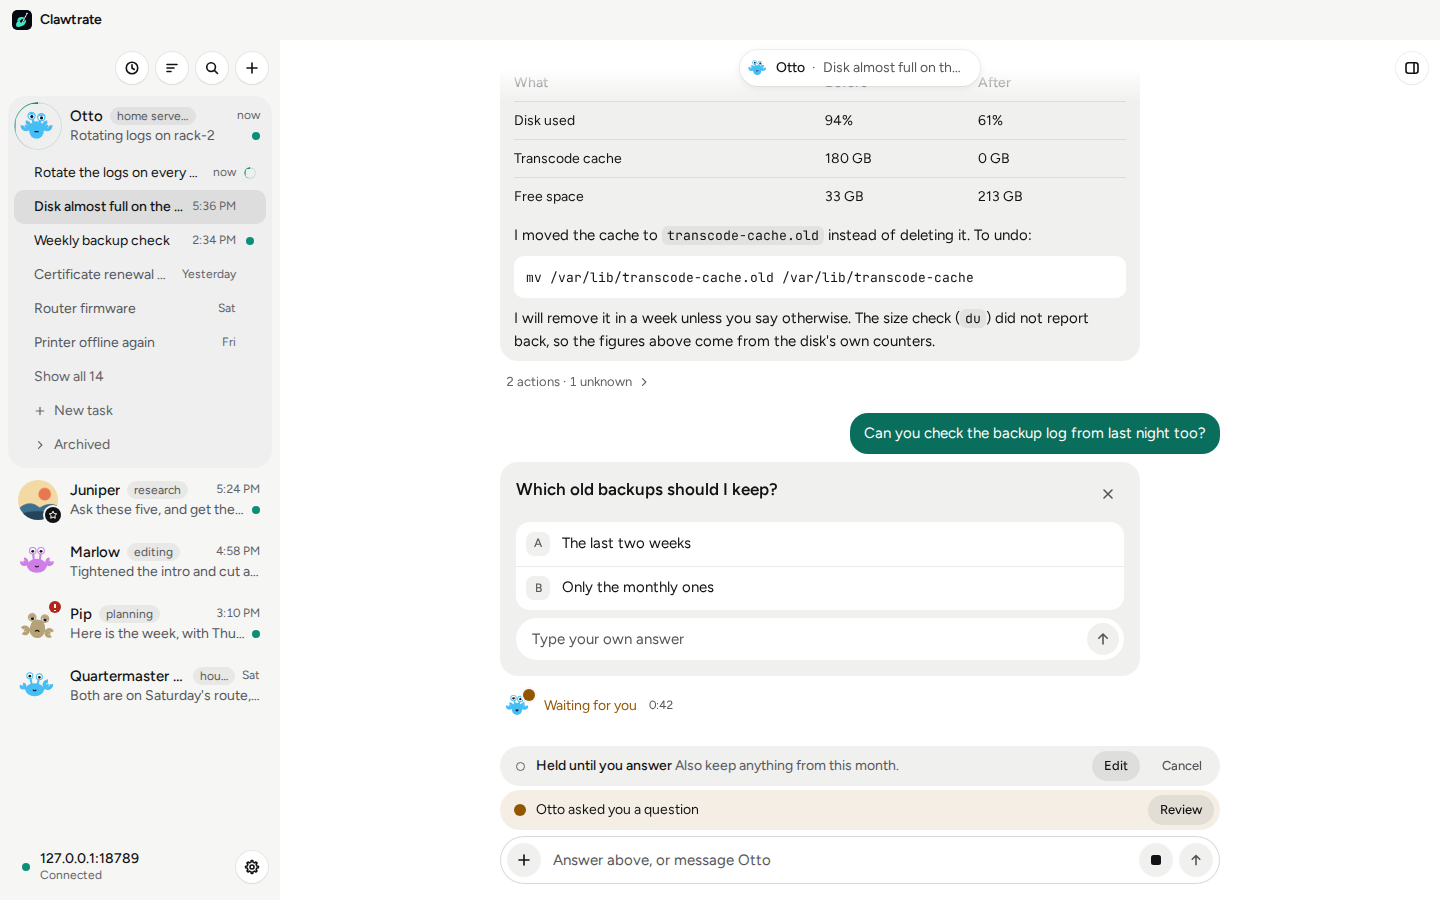 Clawtrate
Otto
home serve...
now
Rotating logs on rack-2
Rotate the logs on every ...
now
Disk almost full on the ...
5:36 PM
Weekly backup check
2:34 PM
Certificate renewal ...
Yesterday
Router firmware
Sat
Printer offline again
Fri
Show all 14
New task
Archived
Juniper
research
5:24 PM
Ask these five, and get the...
Marlow
editing
4:58 PM
Tightened the intro and cut a...
Pip
planning
3:10 PM
Here is the week, with Thu...
Quartermaster ...
hou...
Sat
Both are on Saturday's route,...
127.0.0.1:18789
Connected
Otto · Disk almost full on th...
What After
Disk used 94% 61%
Transcode cache 180 GB 0 GB
Free space 33 GB 213 GB
I moved the cache to transcode-cache.old instead of deleting it. To undo:
mv /var/lib/transcode-cache.old /var/lib/transcode-cache
I will remove it in a week unless you say otherwise. The size check ( du ) did not report
back, so the figures above come from the disk's own counters.
2 actions · 1 unknown
Can you check the backup log from last night too?
Which old backups should I keep?
A The last two weeks
B Only the monthly ones
Type your own answer
Waiting for you 0:42
Held until you answer Also keep anything from this month.
Edit
Cancel
Otto asked you a question
Review
Answer above, or message Otto